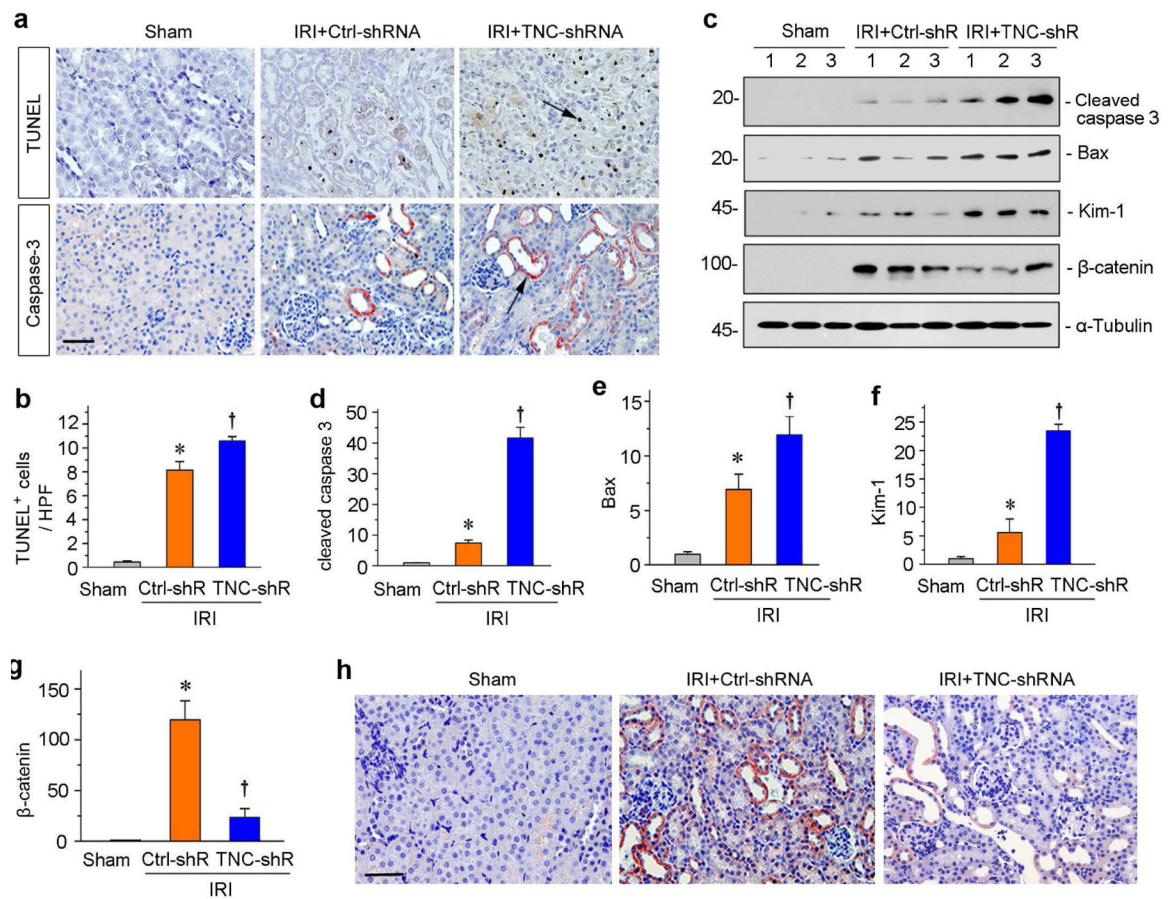 a
Sham IRI+Ctrl-shRNA IRI+TNC-shRNA
TUNEL
Caspase-3
c
Sham IRI+Ctrl-shR IRI+TNC-shR
1 2 3 1 2 3 1 2 3
20- - Cleaved
caspase 3
20- - Bax
45- - Kim-1
100- - β-catenin
45- - α-Tubulin
b
TUNEL+ cells
/ HPF
12
10
8
6
4
2
0
*
†
Sham Ctrl-shR TNC-shR
IRI
d
cleaved caspase 3
50
40
30
20
10
0
*
†
Sham Ctrl-shR TNC-shR
IRI
e
Bax
15
10
5
0
*
†
Sham Ctrl-shR TNC-shR
IRI
f
Kim-1
25
20
15
10
5
0
*
†
Sham Ctrl-shR TNC-shR
IRI
g
β-catenin
150
100
50
0
*
†
Sham Ctrl-shR TNC-shR
IRI
h
Sham IRI+Ctrl-shRNA IRI+TNC-shRNA